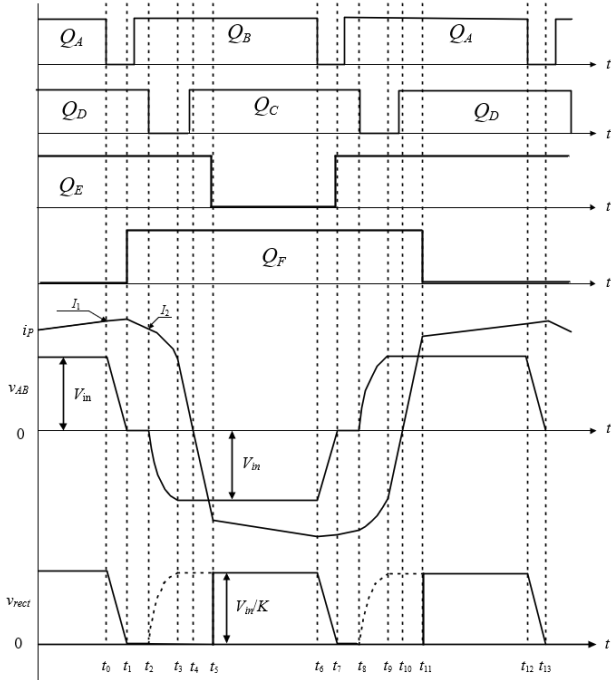 Q_A Q_B Q_A t
Q_D Q_C Q_D t
Q_E t
Q_F t
i_P I_1 I_2
v_AB V_in
0 V_in t
v_rect V_in/K
0 t
t_0 t_1 t_2 t_3 t_4 t_5 t_6 t_7 t_8 t_9 t_10 t_11 t_12 t_13